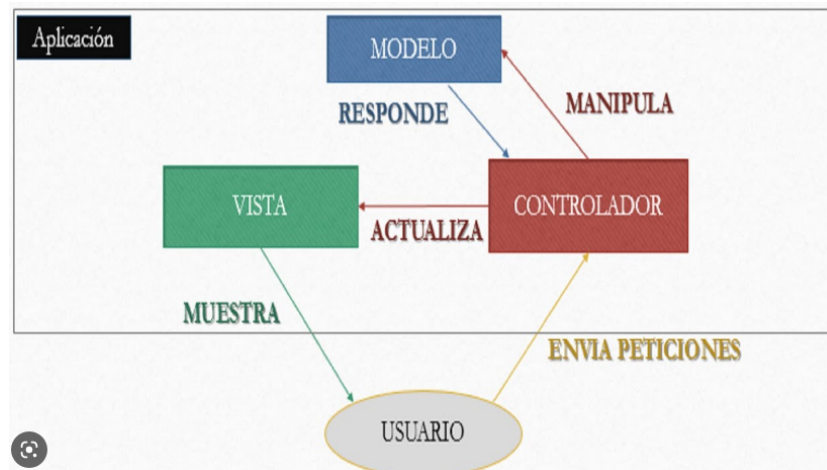 Aplicación
MODELO
RESPONDE
MANIPULA
VISTA
CONTROLADOR
ACTUALIZA
MUESTRA
ENVIA PETICIONES
USUARIO